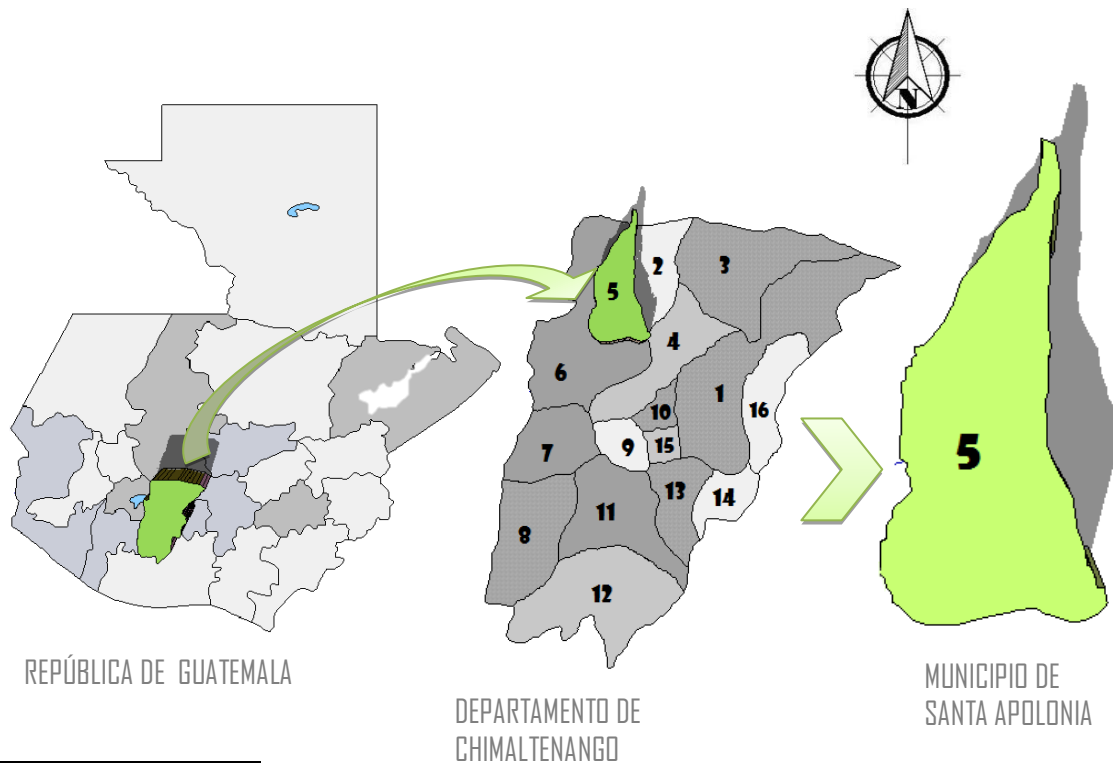 N
2
3
5
4
6
1
16
10
9
15
7
13
14
11
8
12
5
REPÚBLICA DE GUATEMALA
DEPARTAMENTO DE
CHIMALTENANGO
MUNICIPIO DE
SANTA APOLONIA